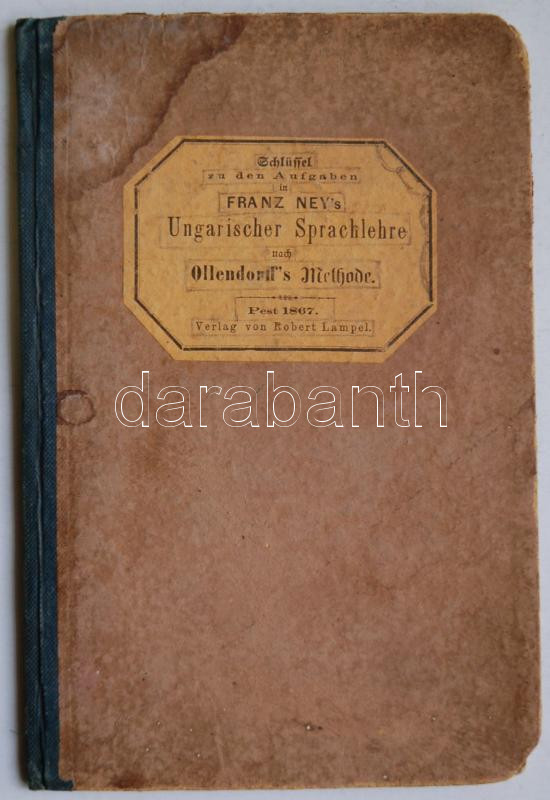 Schlüssel
zu den Aufgaben
in
FRANZ NEY's
Ungarischer Sprachlehre
nach
Ollendorff's Methode.
Pest 1867.
Verlag von Robert Lampel.
darabanth